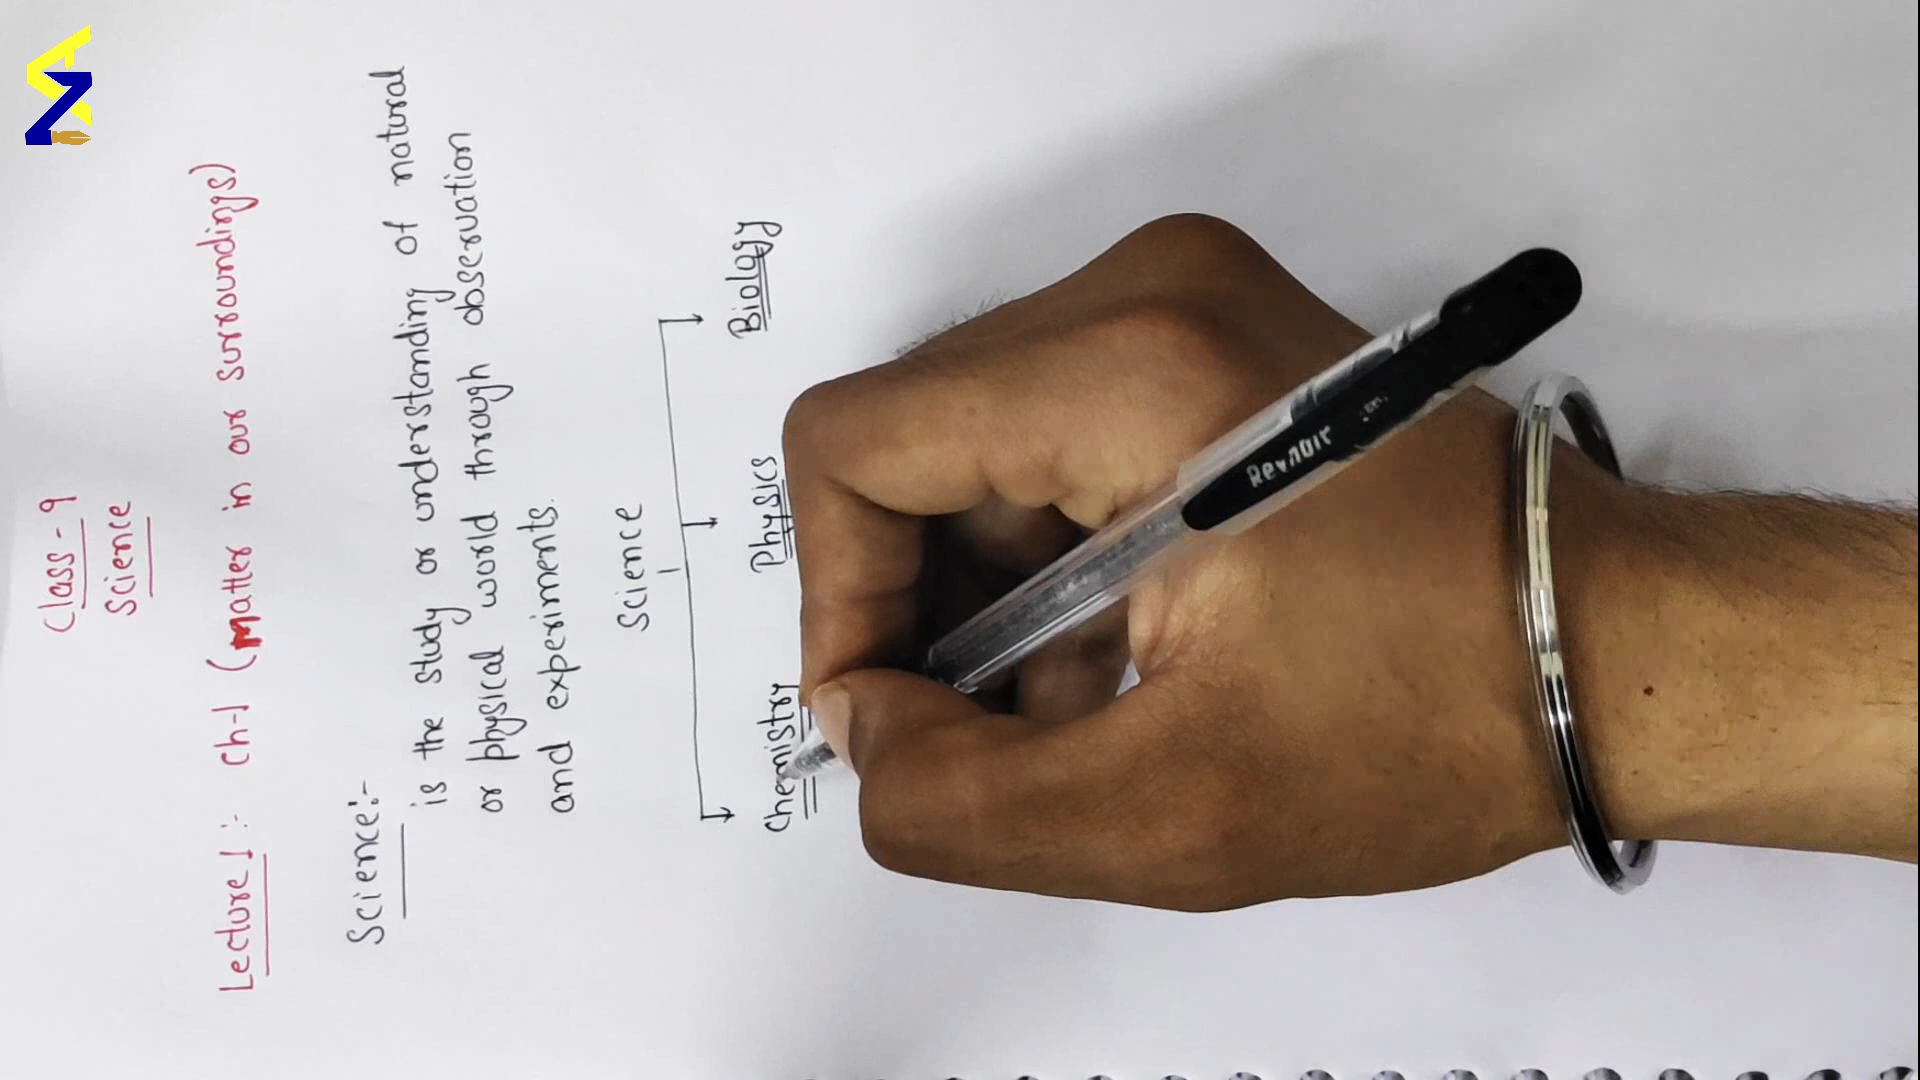 Class - 9
Science
Lecture 1 :- Ch-1 (Matter in our surroundings)
Science:-
is the study or understanding of natural
or physical world through observation
and experiments.
Science
Chemistry Physics Biology